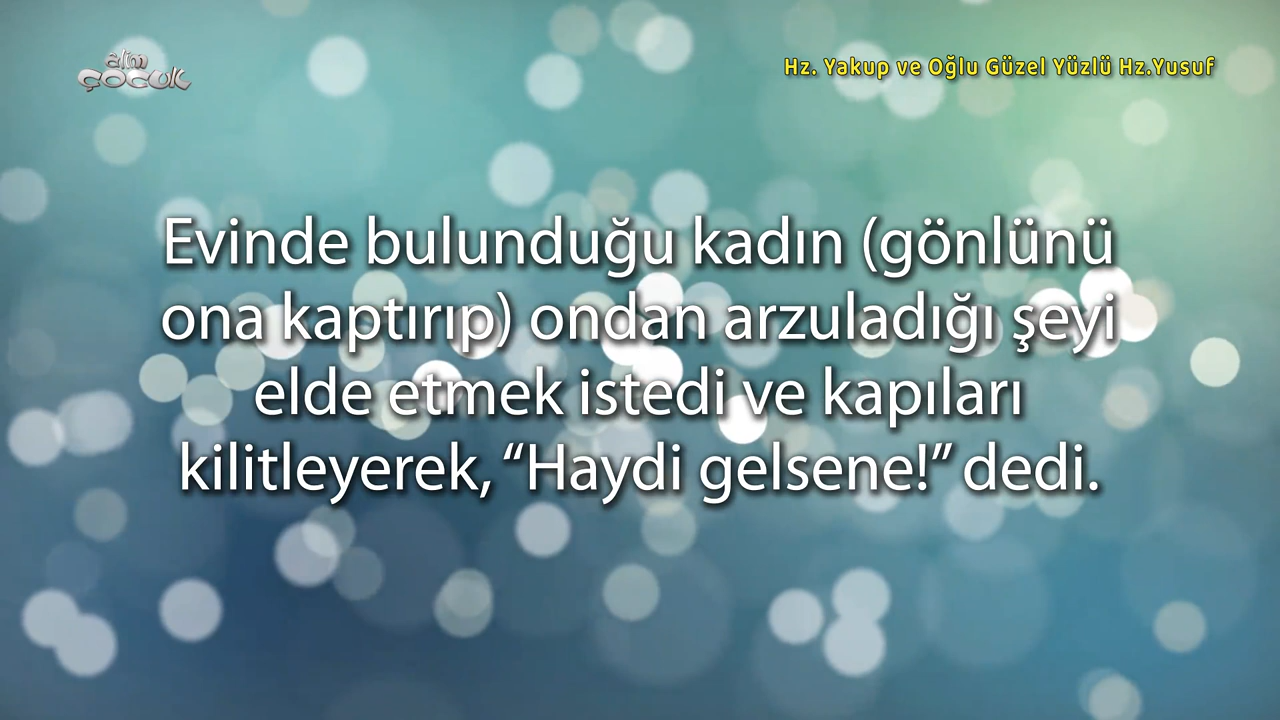 alim
ÇOCUK
Hz. Yakup ve Oğlu Güzel Yüzlü Hz.Yusuf
Evinde bulunduğu kadın (gönlünü
ona kaptırıp) ondan arzuladığı şeyi
elde etmek istedi ve kapıları
kilitleyerek, “Haydi gelsene!” dedi.